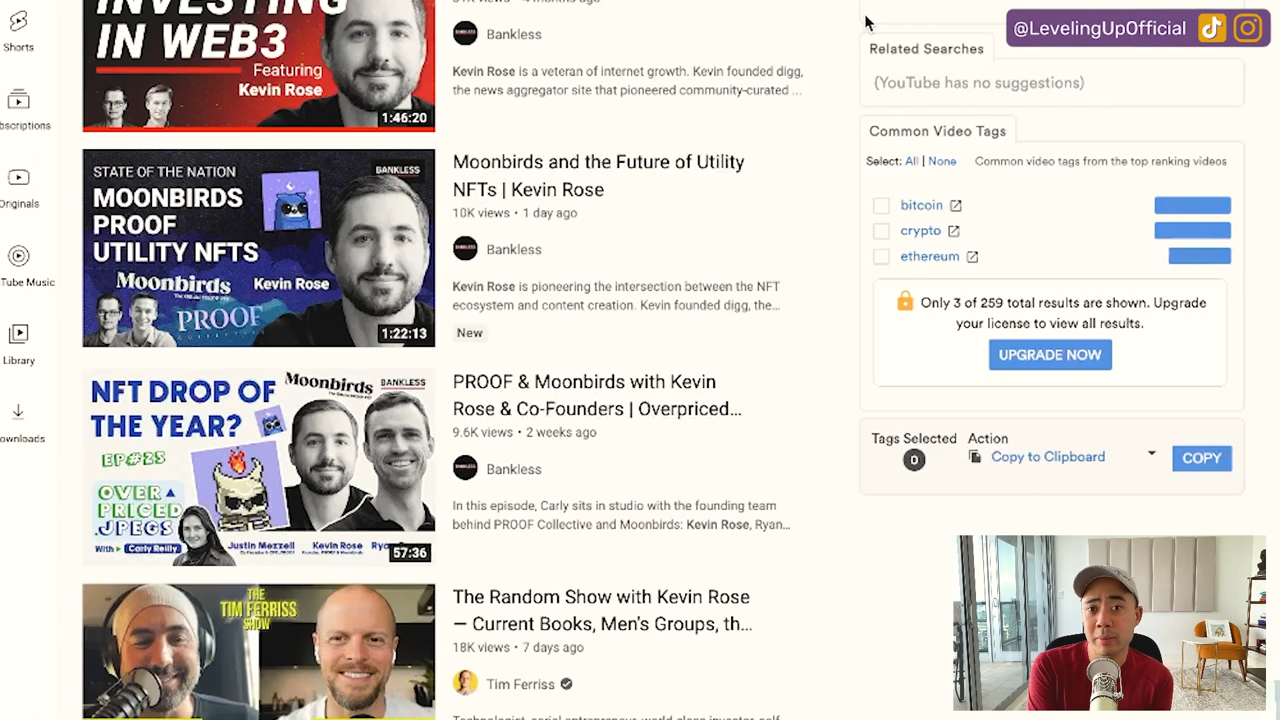 @LevelingUpOfficial
Shorts
bscriptions
Originals
Tube Music
Library
ownloads
INVESTING
IN WEB3
Featuring
Kevin Rose
1:46:20
Bankless
Kevin Rose is a veteran of internet growth. Kevin founded digg,
the news aggregator site that pioneered community-curated ...
STATE OF THE NATION
BANKLESS
MOONBIRDS
PROOF
UTILITY NFTS
Moonbirds
Kevin Rose
PROOF
1:22:13
Moonbirds and the Future of Utility
NFTs | Kevin Rose
10K views • 1 day ago
Bankless
Kevin Rose is pioneering the intersection between the NFT
ecosystem and content creation. Kevin founded digg, the...
New
NFT DROP OF
THE YEAR?
Moonbirds
BANKLESS
EP#25
OVER
PRICED
JPEGS
With Carly Reilly
Justin Mezzell
Kevin Rose
57:36
PROOF & Moonbirds with Kevin
Rose & Co-Founders | Overpriced...
9.6K views • 2 weeks ago
Bankless
In this episode, Carly sits in studio with the founding team
behind PROOF Collective and Moonbirds: Kevin Rose, Ryan...
THE
TIM FERRISS
SHOW
The Random Show with Kevin Rose
— Current Books, Men's Groups, th...
18K views • 7 days ago
Tim Ferriss
Related Searches
(YouTube has no suggestions)
Common Video Tags
Select: All | None Common video tags from the top ranking videos
bitcoin
crypto
ethereum
Only 3 of 259 total results are shown. Upgrade
your license to view all results.
UPGRADE NOW
Tags Selected
0
Action
Copy to Clipboard
COPY